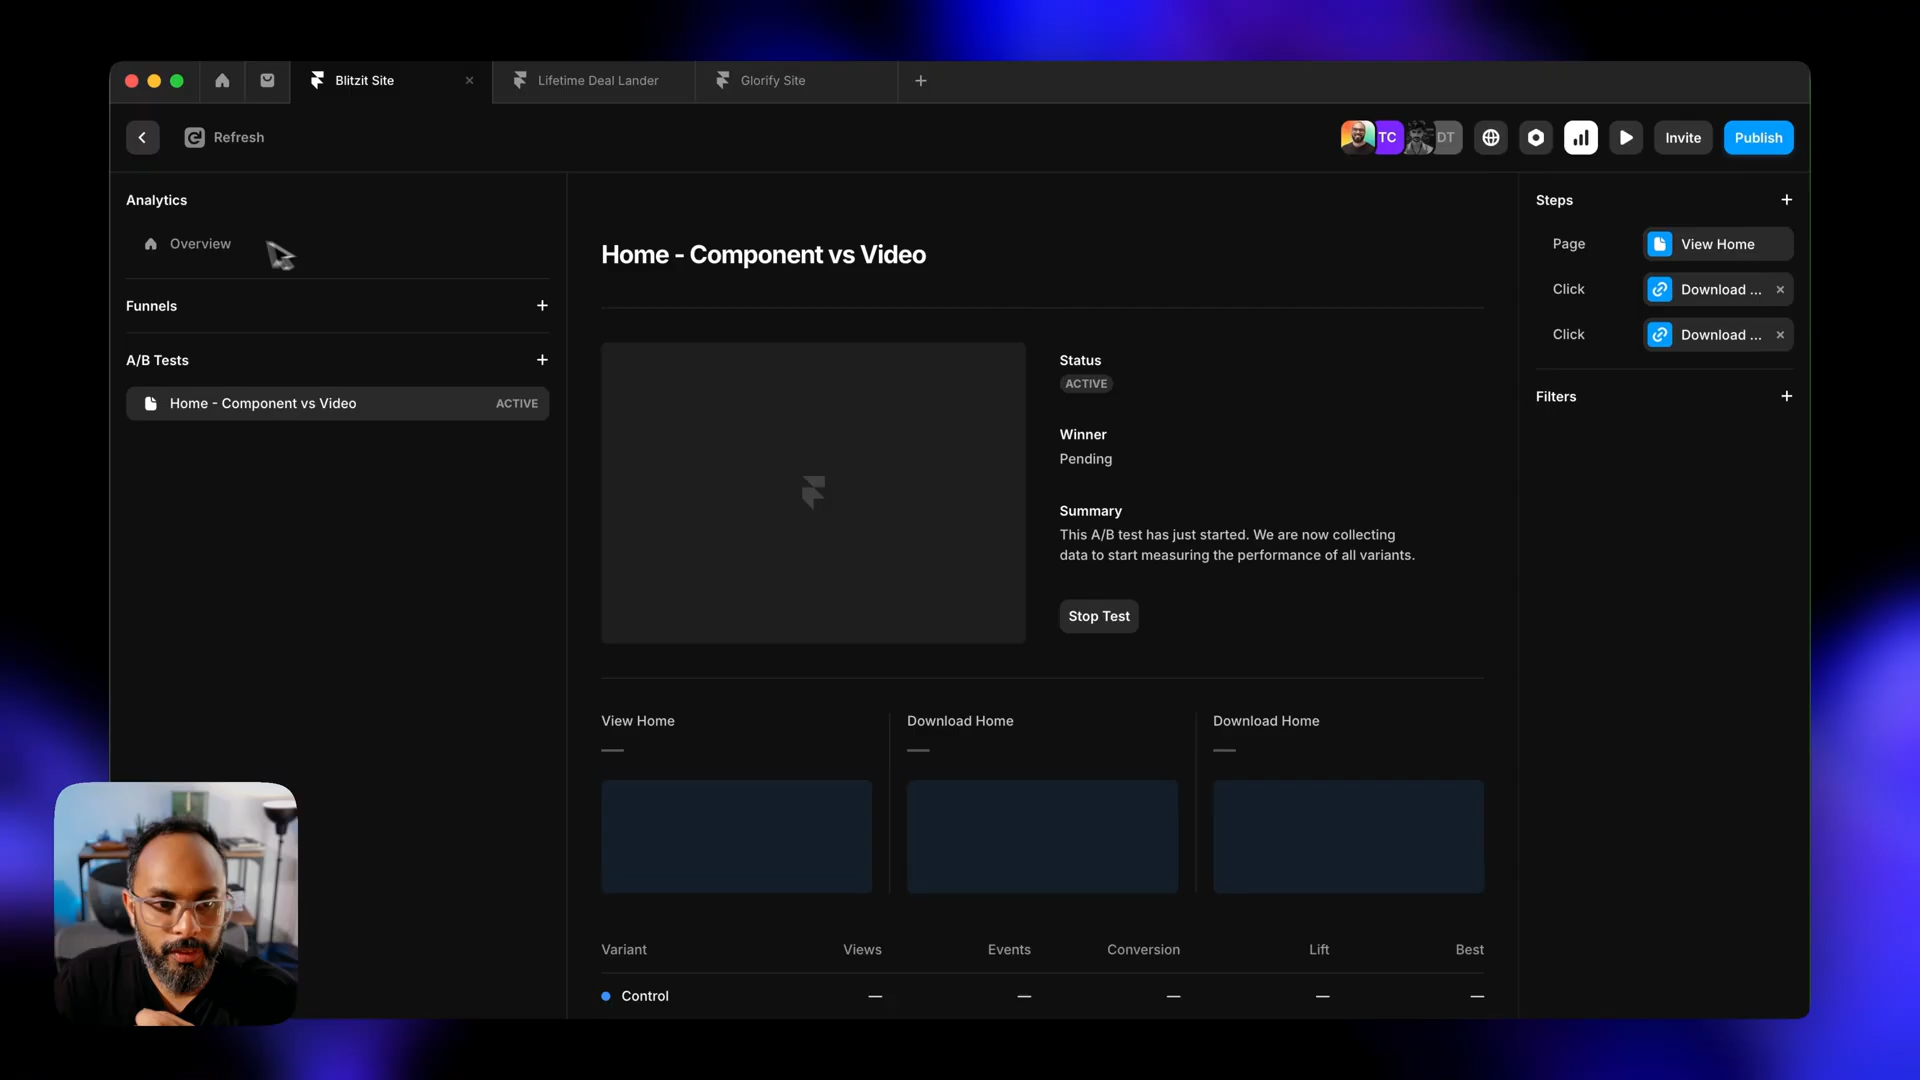 Blitzit Site
Lifetime Deal Lander
Glorify Site
Refresh
TC
DT
Invite
Publish
Analytics
Overview
Funnels
A/B Tests
Home - Component vs Video
ACTIVE
Home - Component vs Video
Status
ACTIVE
Winner
Pending
Summary
This A/B test has just started. We are now collecting
data to start measuring the performance of all variants.
Stop Test
View Home
Download Home
Download Home
Variant
Views
Events
Conversion
Lift
Best
Control
— — — — —
Steps
Page
View Home
Click
Download ...
Click
Download ...
Filters